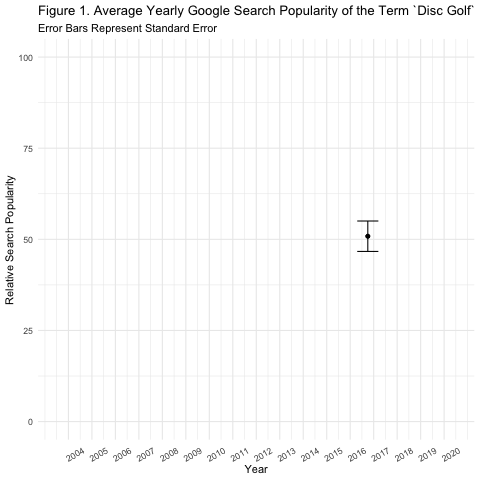 Figure 1. Average Yearly Google Search Popularity of the Term `Disc Golf`
Error Bars Represent Standard Error
100
75
50
25
0
Relative Search Popularity
2004 2005 2006 2007 2008 2009 2010 2011 2012 2013 2014 2015 2016 2017 2018 2019 2020
Year